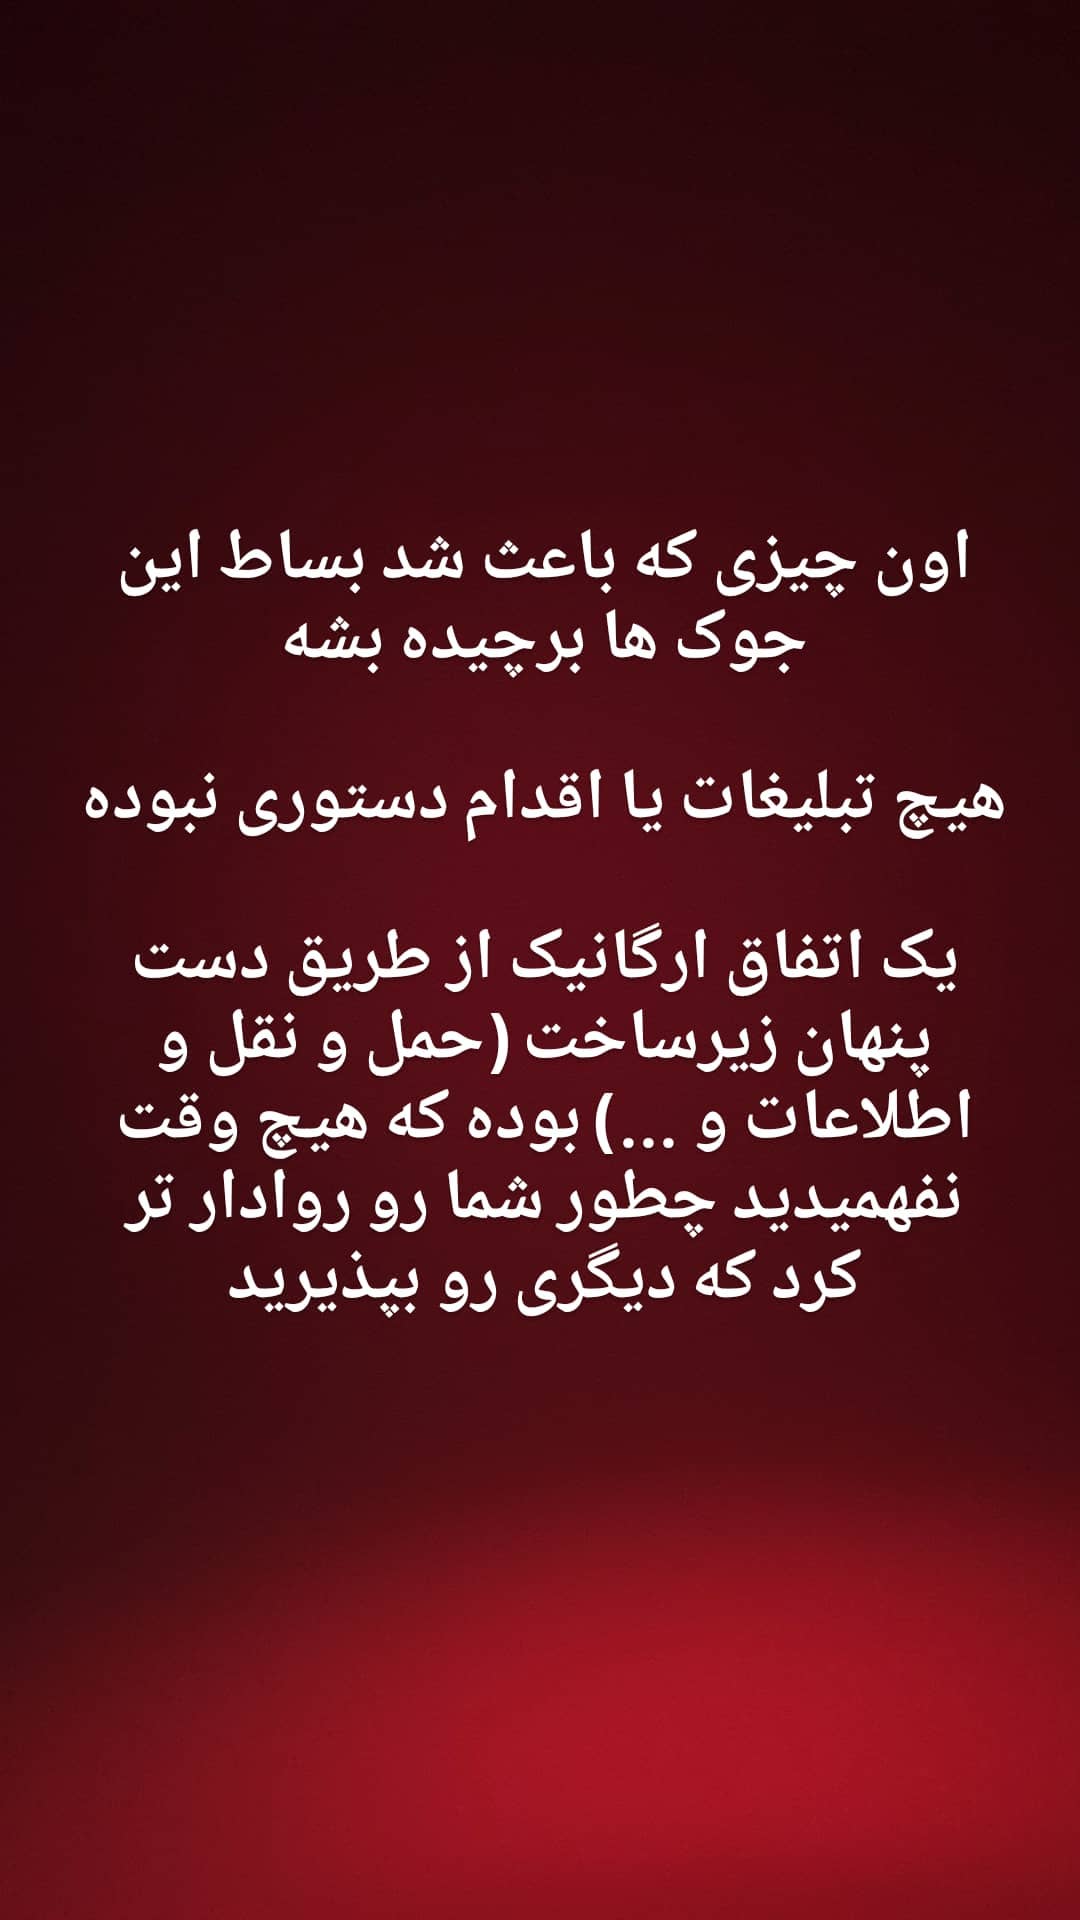 اون چیزی که باعث شد بساط این
جوک ها برچیده بشه
هیچ تبلیغات یا اقدام دستوری نبوده
یک اتفاق ارگانیک از طریق دست
پنهان زیرساخت (حمل و نقل و
اطلاعات و ...) بوده که هیچ وقت
نفهمیدید چطور شما رو روادار تر
کرد که دیگری رو بپذیرید